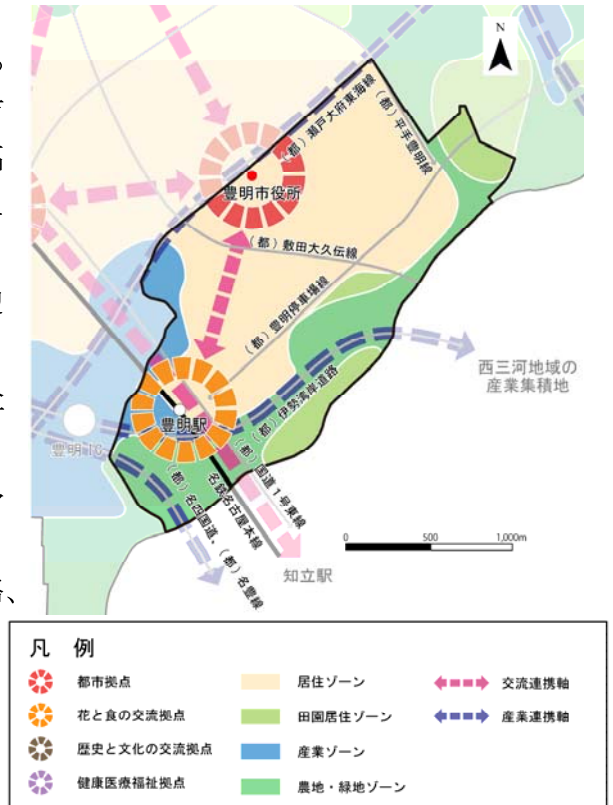 N
(都)瀬戸大府東海線
(都)平手豊明線
豊明市役所
(都)敷田大久伝線
(都)豊明停車場線
西三河地域の
産業集積地
(都)伊勢湾岸道路
豊明駅
豊明IC
(都)国道1号東線
名鉄名古屋本線
(都)名四国道、(都)名豊線
0 500 1,000m
知立駅
凡 例
都市拠点
居住ゾーン
交流連携軸
花と食の交流拠点
田園居住ゾーン
産業連携軸
歴史と文化の交流拠点
産業ゾーン
健康医療福祉拠点
農地・緑地ゾーン